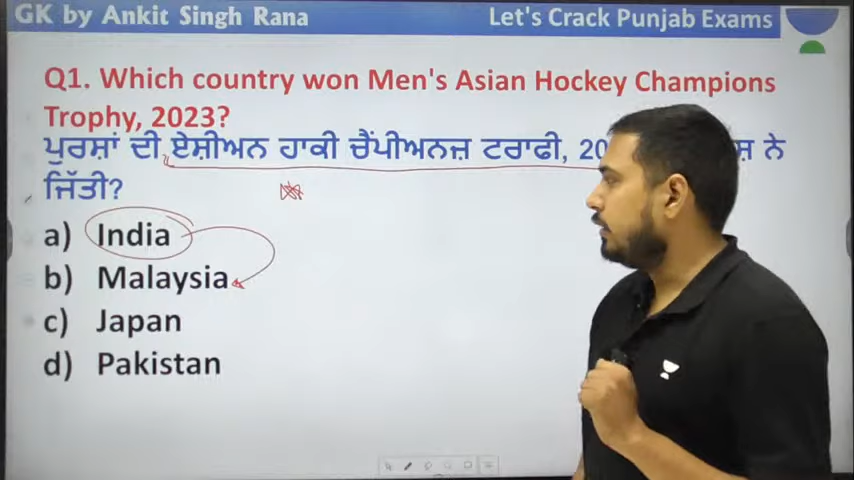 GK by Ankit Singh Rana
Let's Crack Punjab Exams
Q1. Which country won Men's Asian Hockey Champions
Trophy, 2023?
ਪੁਰਸ਼ਾਂ ਦੀ ਏਸ਼ੀਅਨ ਹਾਕੀ ਚੈਂਪੀਅਨਜ਼ ਟਰਾਫੀ, ਨੇ
ਜਿੱਤੀ?
a) India
b) Malaysia
c) Japan
d) Pakistan